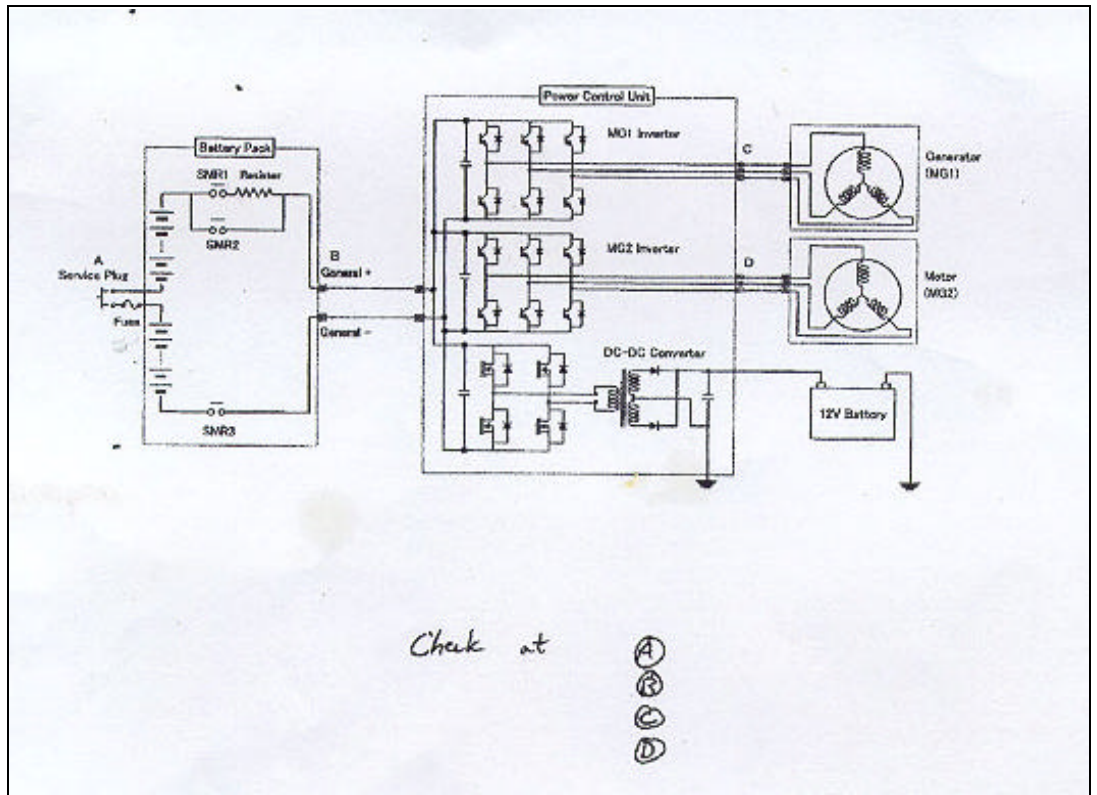 Power Control Unit
Battery Pack
MG1 Inverter
C
Generator
(MG1)
SMR1 Resister
SMR2
A
Service Plug
Fuse
B
General +
General -
MG2 Inverter
D
Motor
(MG2)
DC-DC Converter
12V Battery
SMR3
Check at
A
B
C
D